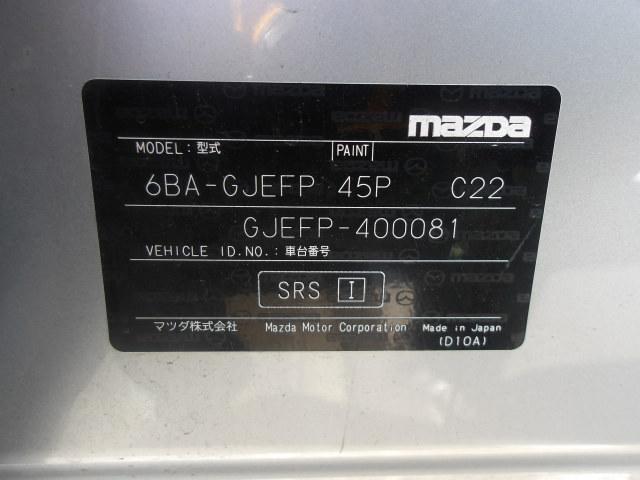 mazda
MODEL: 型式 PAINT
6BA-GJEFP 45P C22
GJEFP-400081
VEHICLE ID.NO.: 車台番号
SRS I
マツダ株式会社 Mazda Motor Corporation Made in Japan
(D10A)